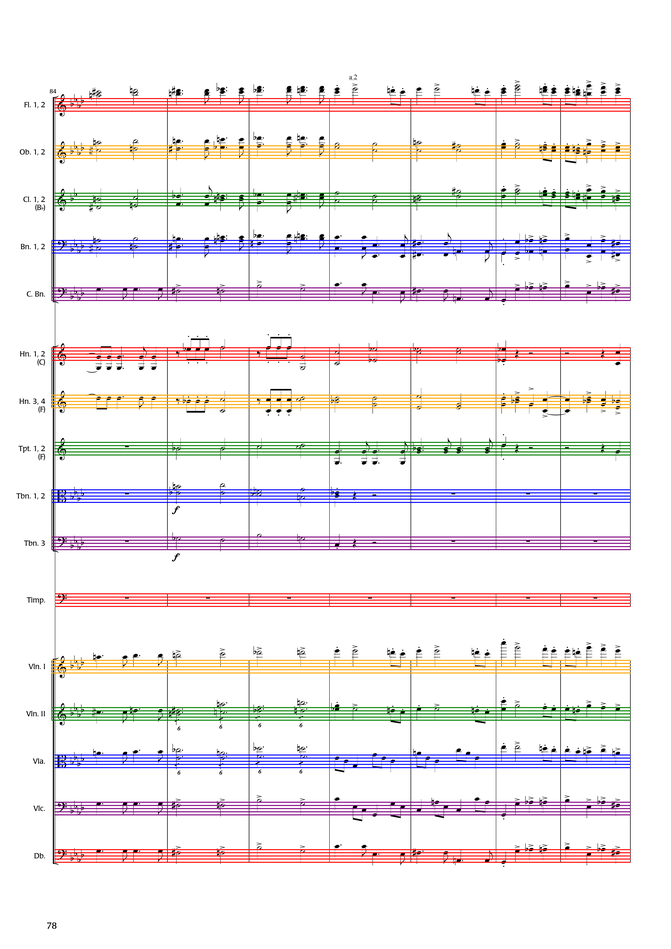 a.2
84
Fl. 1, 2
Ob. 1, 2
Cl. 1, 2
(B♭)
Bn. 1, 2
C. Bn.
Hn. 1, 2
(C)
Hn. 3, 4
(F)
Tpt. 1, 2
(F)
Tbn. 1, 2
f
Tbn. 3
f
Timp.
Vln. I
Vln. II
6 6 6 6
Vla.
6 6 6 6
Vlc.
Db.
78